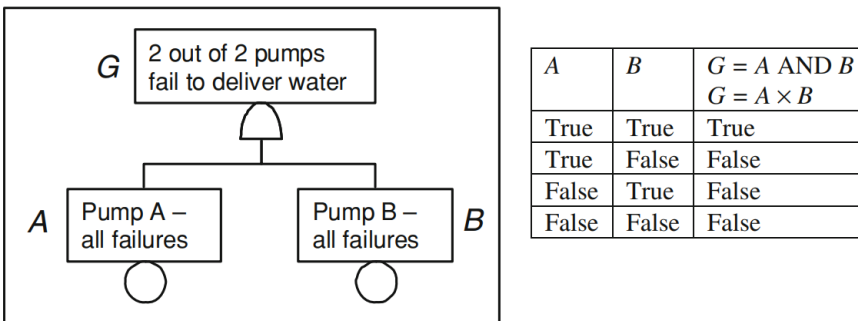 G
2 out of 2 pumps
fail to deliver water
A
Pump A –
all failures
Pump B –
all failures
B
A B G = A AND B
G = A × B
True True True
True False False
False True False
False False False